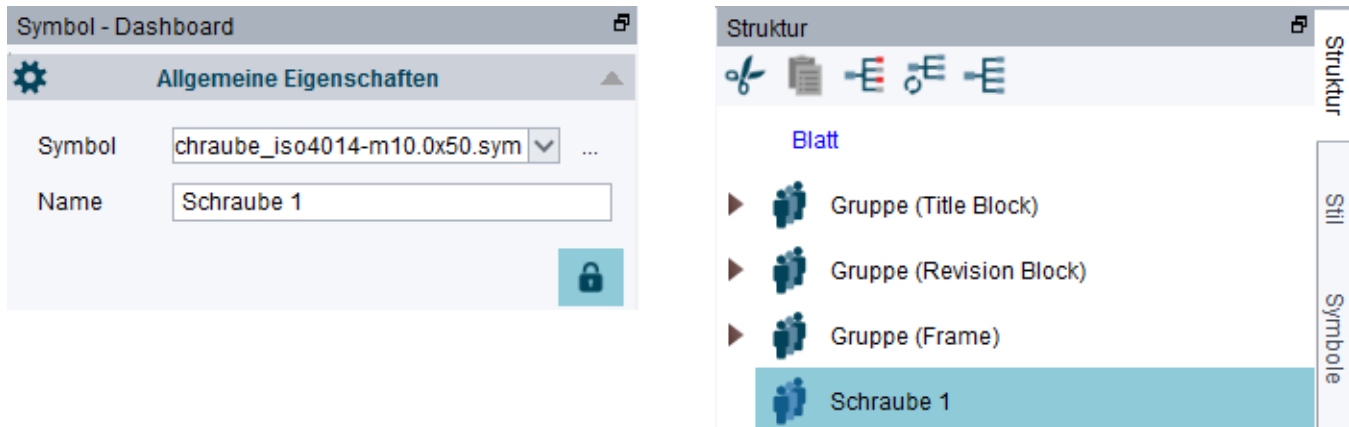 Symbol - Dashboard
Allgemeine Eigenschaften
Symbol
chraube_iso4014-m10.0x50.sym
...
Name
Schraube 1
Struktur
Blatt
Gruppe (Title Block)
Gruppe (Revision Block)
Gruppe (Frame)
Schraube 1
Struktur
Stil
Symbole